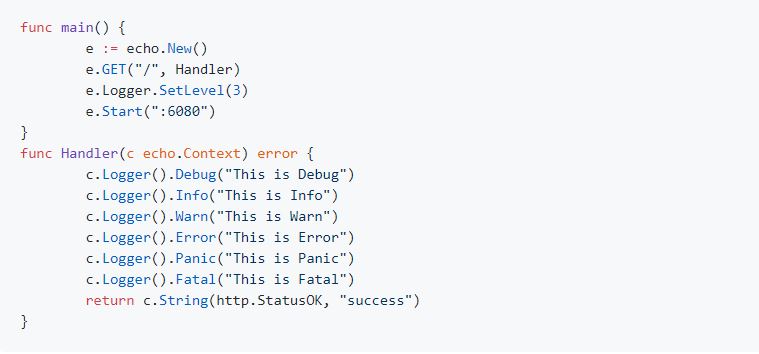 func main() {
        e := echo.New()
        e.GET("/", Handler)
        e.Logger.SetLevel(3)
        e.Start(":6080")
}
func Handler(c echo.Context) error {
        c.Logger().Debug("This is Debug")
        c.Logger().Info("This is Info")
        c.Logger().Warn("This is Warn")
        c.Logger().Error("This is Error")
        c.Logger().Panic("This is Panic")
        c.Logger().Fatal("This is Fatal")
        return c.String(http.StatusOK, "success")
}